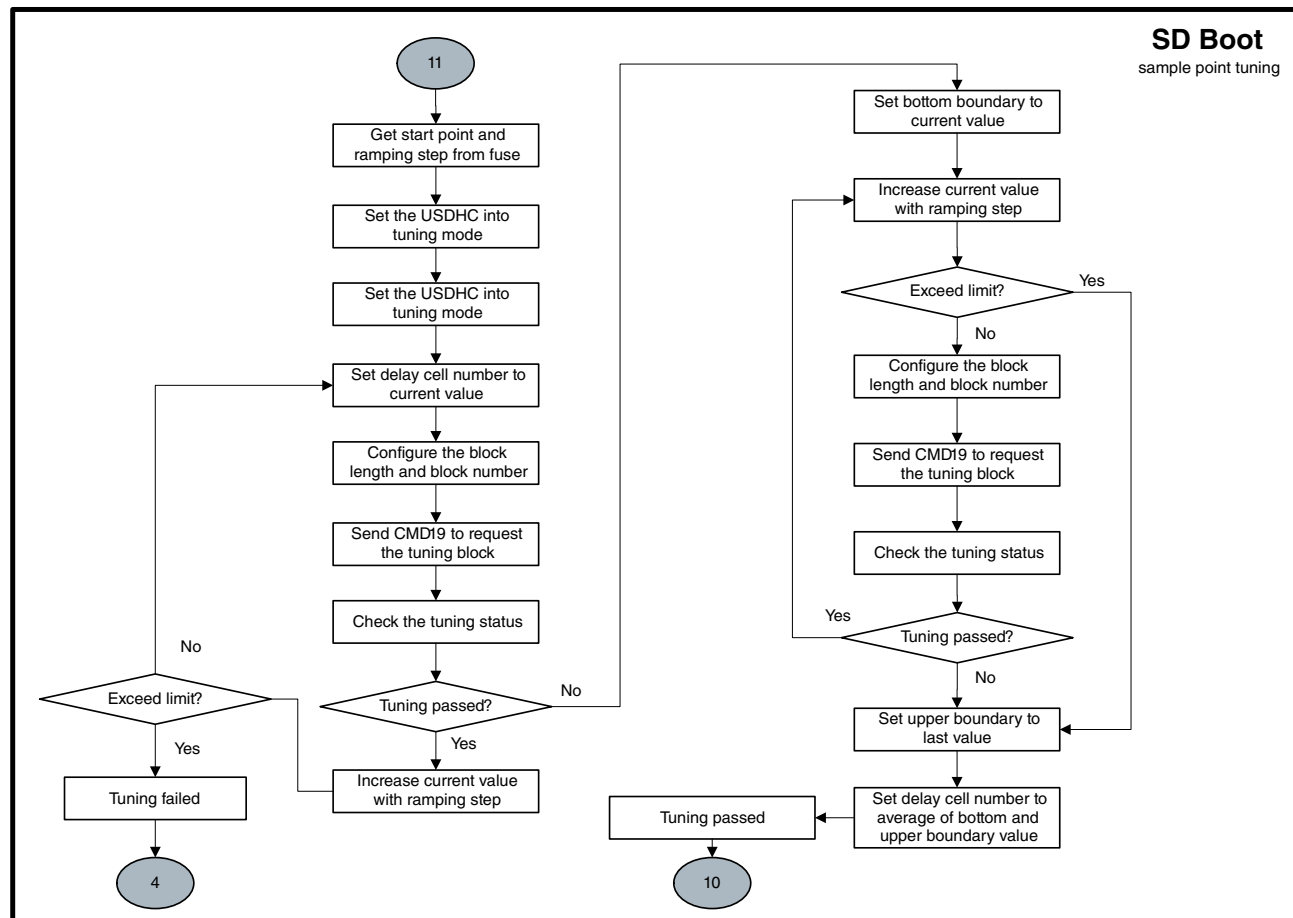 SD Boot
sample point tuning
11
Get start point and
ramping step from fuse
Set the USDHC into
tuning mode
Set the USDHC into
tuning mode
Set delay cell number to
current value
Configure the block
length and block number
Send CMD19 to request
the tuning block
Check the tuning status
Tuning passed?
No
Yes
Increase current value
with ramping step
Exceed limit?
No
Yes
Tuning failed
4
Set bottom boundary to
current value
Increase current value
with ramping step
Exceed limit?
Yes
No
Configure the block
length and block number
Send CMD19 to request
the tuning block
Check the tuning status
Tuning passed?
Yes
No
Set upper boundary to
last value
Set delay cell number to
average of bottom and
upper boundary value
Tuning passed
10